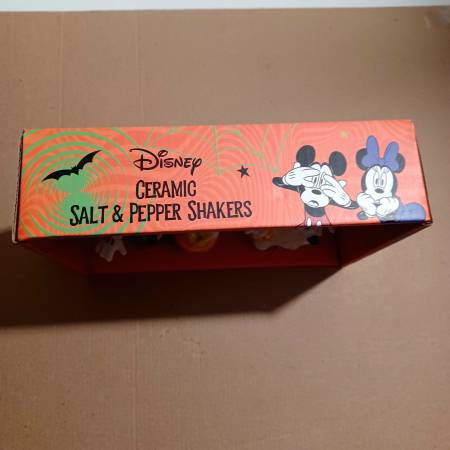 Disney
CERAMIC
SALT & PEPPER SHAKERS